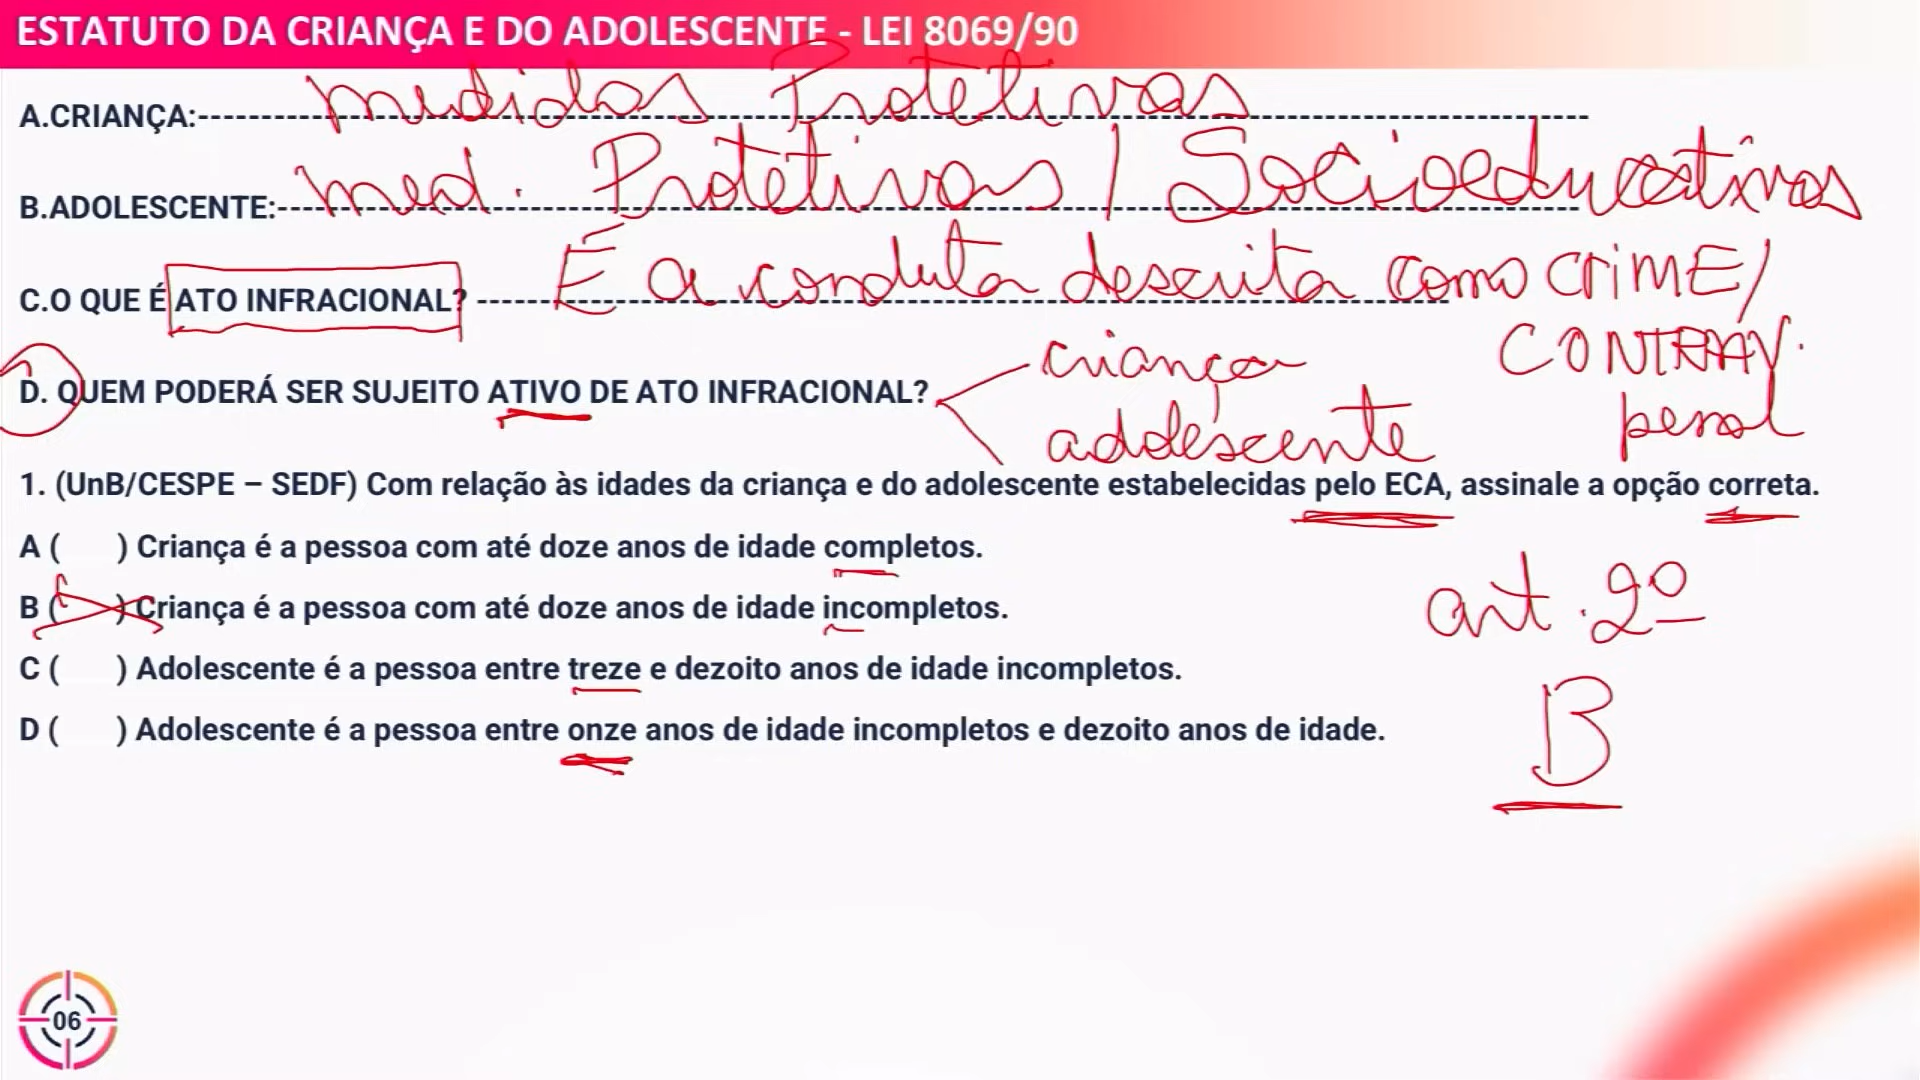 ESTATUTO DA CRIANÇA E DO ADOLESCENTE - LEI 8069/90
A.CRIANÇA:------ medidas Protetivas
B.ADOLESCENTE:------ med. Protetivas / Socioeducativas
C.O QUE É ATO INFRACIONAL? ------ É a conduta descrita como CRIME/
CONTRAV.
penal
D. QUEM PODERÁ SER SUJEITO ATIVO DE ATO INFRACIONAL? criança
adolescente
1. (UnB/CESPE – SEDF) Com relação às idades da criança e do adolescente estabelecidas pelo ECA, assinale a opção correta.
A ( ) Criança é a pessoa com até doze anos de idade completos.
B ( ) Criança é a pessoa com até doze anos de idade incompletos.
art. 2º
C ( ) Adolescente é a pessoa entre treze e dezoito anos de idade incompletos.
D ( ) Adolescente é a pessoa entre onze anos de idade incompletos e dezoito anos de idade.
B
06